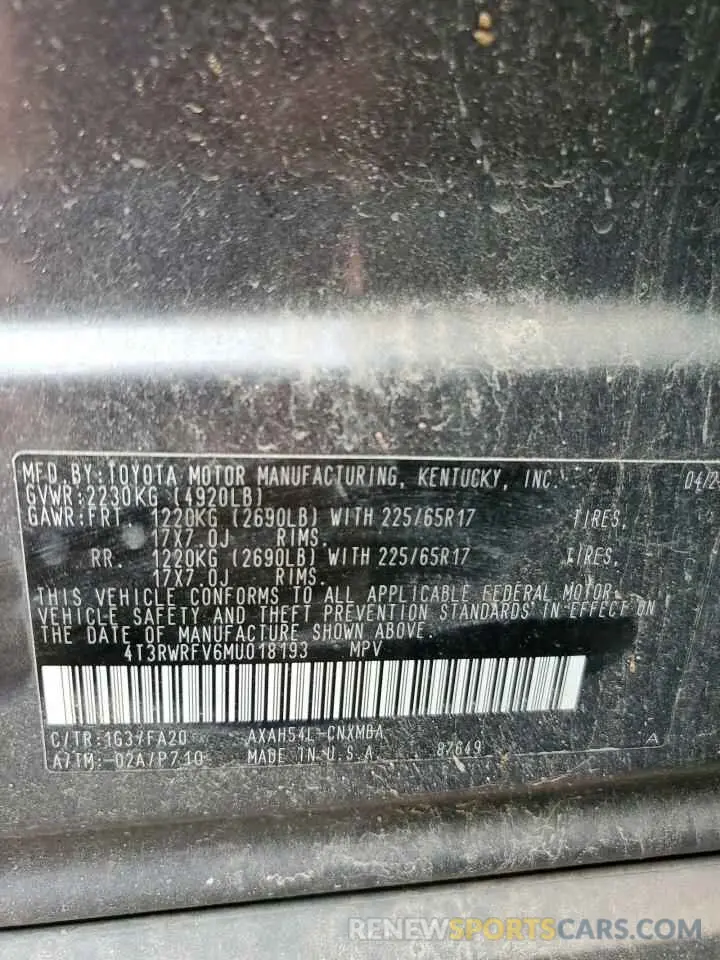 MFD.BY:TOYOTA MOTOR MANUFACTURING, KENTUCKY, INC. 04/2
GVWR:2230KG (4920LB)
GAWR:FRT. 1220KG (2690LB) WITH 225/65R17 TIRES,
17X7.0J RIMS.
RR. 1220KG (2690LB) WITH 225/65R17 TIRES,
17X7.0J RIMS.
THIS VEHICLE CONFORMS TO ALL APPLICABLE FEDERAL MOTOR
VEHICLE SAFETY AND THEFT PREVENTION STANDARDS IN EFFECT ON
THE DATE OF MANUFACTURE SHOWN ABOVE.
4T3RWRFV6MU018193 MPV
C/TR:1G37FA20 AXAH54L-CNXMBA
A/TM:-02A/P710 MADE IN U.S.A. 87649 A
RENEWSPORTSCARS.COM